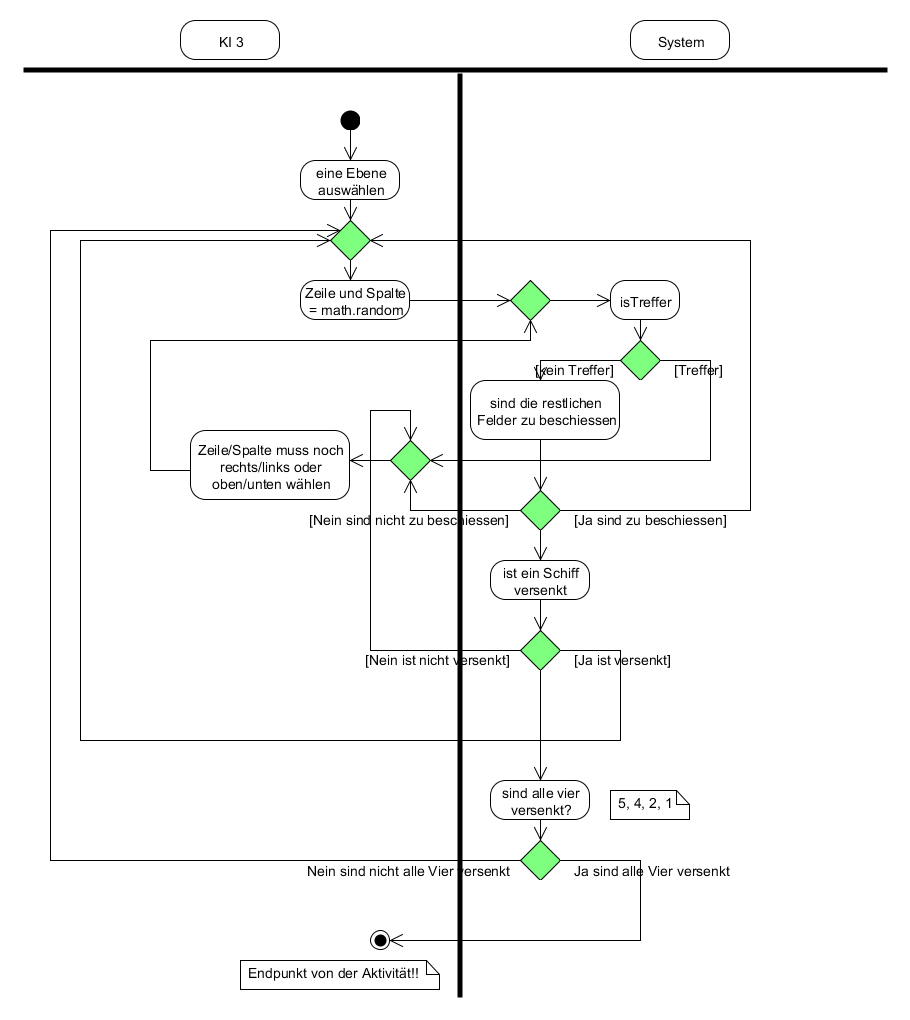 KI 3
System
eine Ebene
auswählen
Zeile und Spalte
= math.random
isTreffer
[kein Treffer]
[Treffer]
sind die restlichen
Felder zu beschiessen
Zeile/Spalte muss noch
rechts/links oder
oben/unten wählen
[Nein sind nicht zu beschiessen]
[Ja sind zu beschiessen]
ist ein Schiff
versenkt
[Nein ist nicht versenkt]
[Ja ist versenkt]
sind alle vier
versenkt?
5, 4, 2, 1
Nein sind nicht alle Vier versenkt
Ja sind alle Vier versenkt
Endpunkt von der Aktivität!!